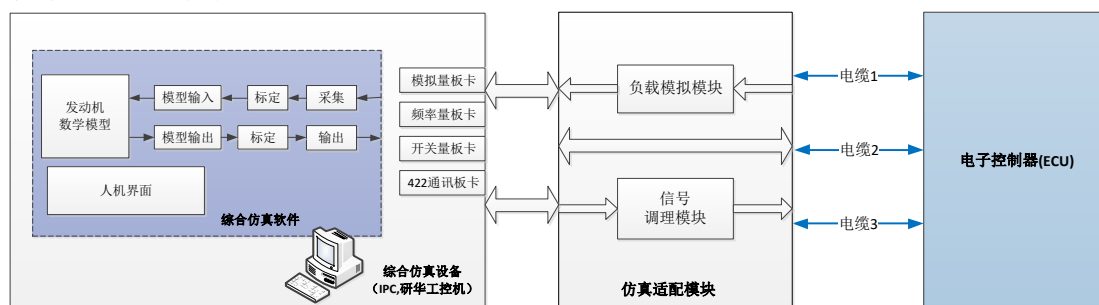 发动机
数学模型
模型输入
标定
采集
模型输出
标定
输出
人机界面
综合仿真软件
模拟量板卡
频率量板卡
开关量板卡
422通讯板卡
综合仿真设备
（IPC,研华工控机）
负载模拟模块
信号
调理模块
仿真适配模块
电缆1
电缆2
电缆3
电子控制器(ECU)